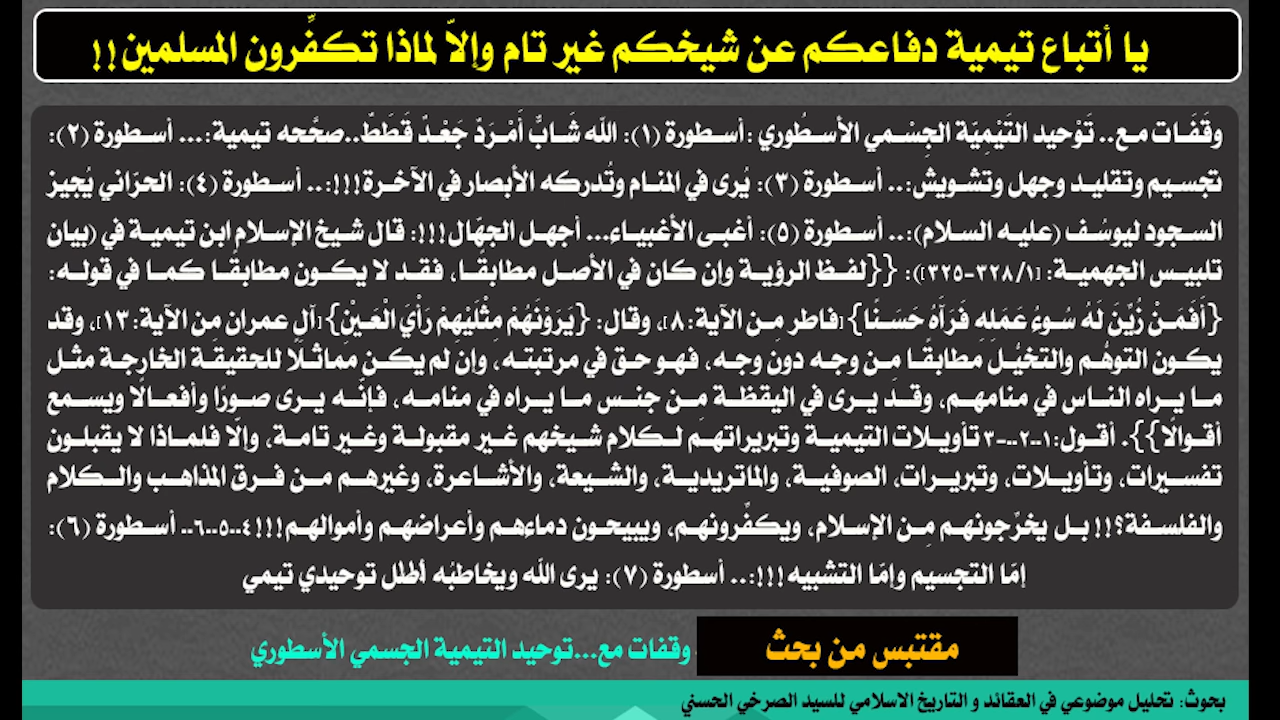 يا أتباع تيمية دفاعكم عن شيخكم غير تام وإلاّ لماذا تكفِّرون المسلمين!!
وقَفَات مع.. تَوْحيد التَيْمِيّة الجِسْمي الأسطُوري :أسطورة (١): الله شَابٌّ أَمْرَدٌ جَعْدٌ قَطَطٌ..صحَّحه تيمية:... أسطورة (٢):
تجسيم وتقليد وجهل وتشويش:.. أسطورة (٣): يُرى في المنام وتُدركه الأبصار في الآخرة!!!:.. أسطورة (٤): الحرّاني يُجيز
السجود ليوسُف (عليه السلام):.. أسطورة (٥): أغبى الأغبياء... أجهل الجهّال!!!: قال شيخ الإسلام ابن تيمية في (بيان
تلبيس الجهمية: [٣٢٨/١-٣٢٥]): {{لفظ الرؤية وإن كان في الأصل مطابقًا، فقد لا يكون مطابقًا كما في قوله:
{أَفَمَنْ زُيِّنَ لَهُ سُوءُ عَمَلِهِ فَرَآهُ حَسَنًا}[فاطر من الآية:٨]، وقال: {يَرَوْنَهُمْ مِثْلَيْهِمْ رَأْيَ الْعَيْنِ}[آل عمران من الآية:١٣]، وقد
يكون التوهُّم والتخيُّل مطابقًا من وجه دون وجه، فهو حق في مرتبته، وإن لم يكن مماثلًا للحقيقة الخارجة مثل
ما يراه الناس في منامهم، وقد يرى في اليقظة من جنس ما يراه في منامه، فإنَّه يرى صورًا وأفعالًا ويسمع
أقوالًا}}. أقول:١-..٢-..٣- تأويلات التيمية وتبريراتهم لكلام شيخهم غير مقبولة وغير تامة، وإلّا فلماذا لا يقبلون
تفسيرات، وتأويلات، وتبريرات، الصوفية، والماتريدية، والشيعة، والأشاعرة، وغيرهم من فرق المذاهب والكلام
والفلسفة؟!! بل يخرّجونهم مِن الإسلام، ويكفِّرونهم، ويبيحون دماءهم وأعراضهم وأموالهم!!!٤-..٥-..٦-.. أسطورة (٦):
إمّا التجسيم وإمّا التشبيه!!!:.. أسطورة (٧): يرى الله ويخاطبُه
توحيدي تيمي
مقتبس من بحث
وقفات مع...توحيد التيمية الجسمي الأسطوري
بحوث: تحليل موضوعي في العقائد و التاريخ الاسلامي للسيد الصرخي الحسني